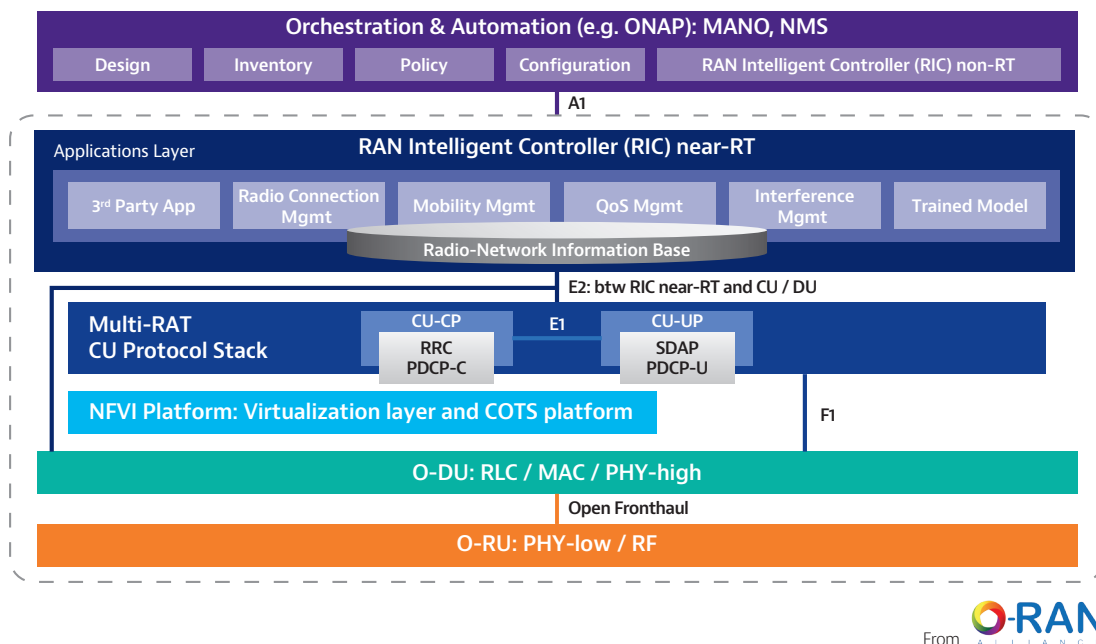 Orchestration & Automation (e.g. ONAP): MANO, NMS
Design
Inventory
Policy
Configuration
RAN Intelligent Controller (RIC) non-RT
A1
Applications Layer
RAN Intelligent Controller (RIC) near-RT
3rd Party App
Radio Connection
Mgmt
Mobility Mgmt
QoS Mgmt
Interference
Mgmt
Trained Model
Radio-Network Information Base
E2: btw RIC near-RT and CU / DU
Multi-RAT
CU Protocol Stack
CU-CP
RRC
PDCP-C
E1
CU-UP
SDAP
PDCP-U
NFVI Platform: Virtualization layer and COTS platform
F1
O-DU: RLC / MAC / PHY-high
Open Fronthaul
O-RU: PHY-low / RF
From
O-RAN
ALLIANC